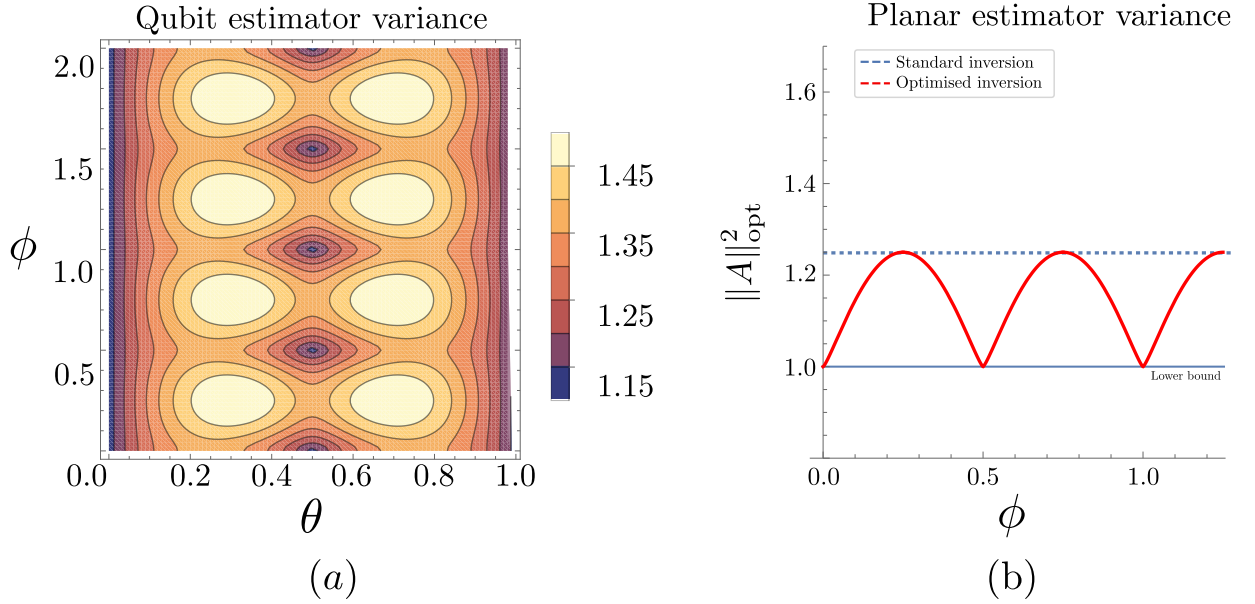 Qubit estimator variance
2.0
1.5
1.0
0.5
ϕ
0.0 0.2 0.4 0.6 0.8 1.0
θ
1.45
1.35
1.25
1.15
(a)
Planar estimator variance
Standard inversion
Optimised inversion
1.6
1.4
1.2
1.0
‖A‖²opt
Lower bound
0.0 0.5 1.0
ϕ
(b)